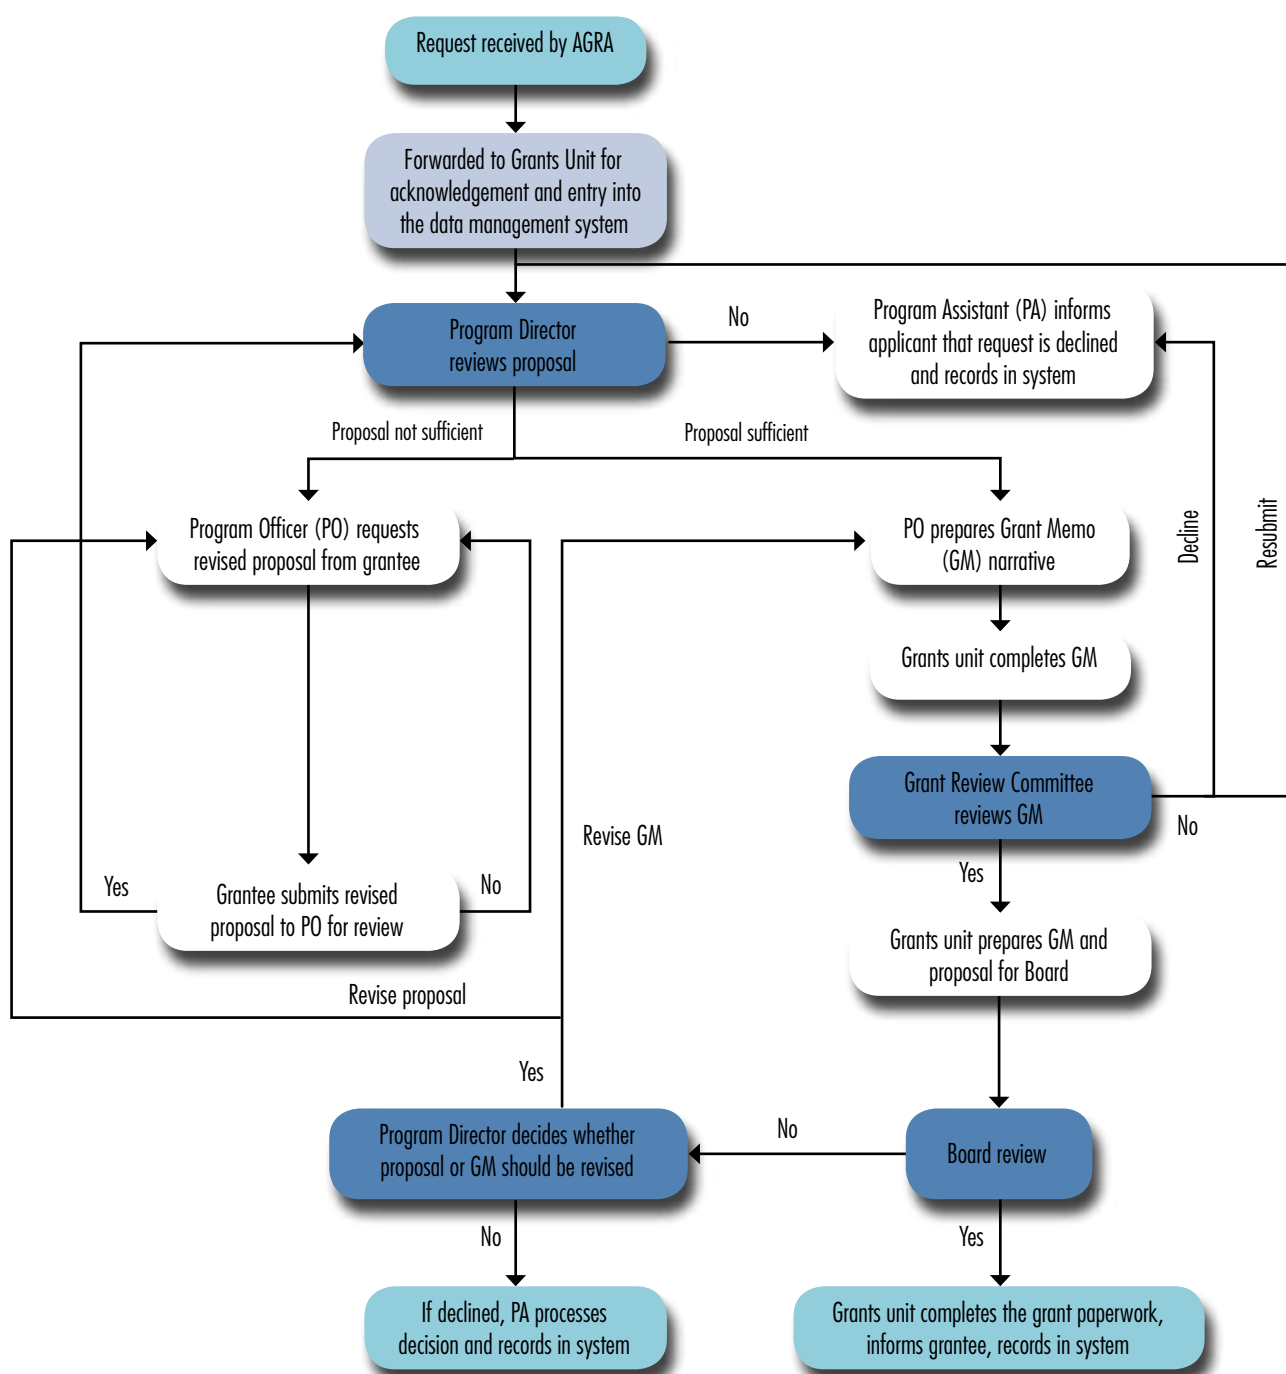 Request received by AGRA
Forwarded to Grants Unit for
acknowledgement and entry into
the data management system
Program Director
reviews proposal
No
Program Assistant (PA) informs
applicant that request is declined
and records in system
Proposal not sufficient
Proposal sufficient
Program Officer (PO) requests
revised proposal from grantee
PO prepares Grant Memo
(GM) narrative
Decline
Resubmit
Grants unit completes GM
Grant Review Committee
reviews GM
No
Revise GM
Yes
Yes
Grantee submits revised
proposal to PO for review
No
Grants unit prepares GM and
proposal for Board
Revise proposal
Yes
Program Director decides whether
proposal or GM should be revised
No
Board review
No
Yes
If declined, PA processes
decision and records in system
Grants unit completes the grant paperwork,
informs grantee, records in system